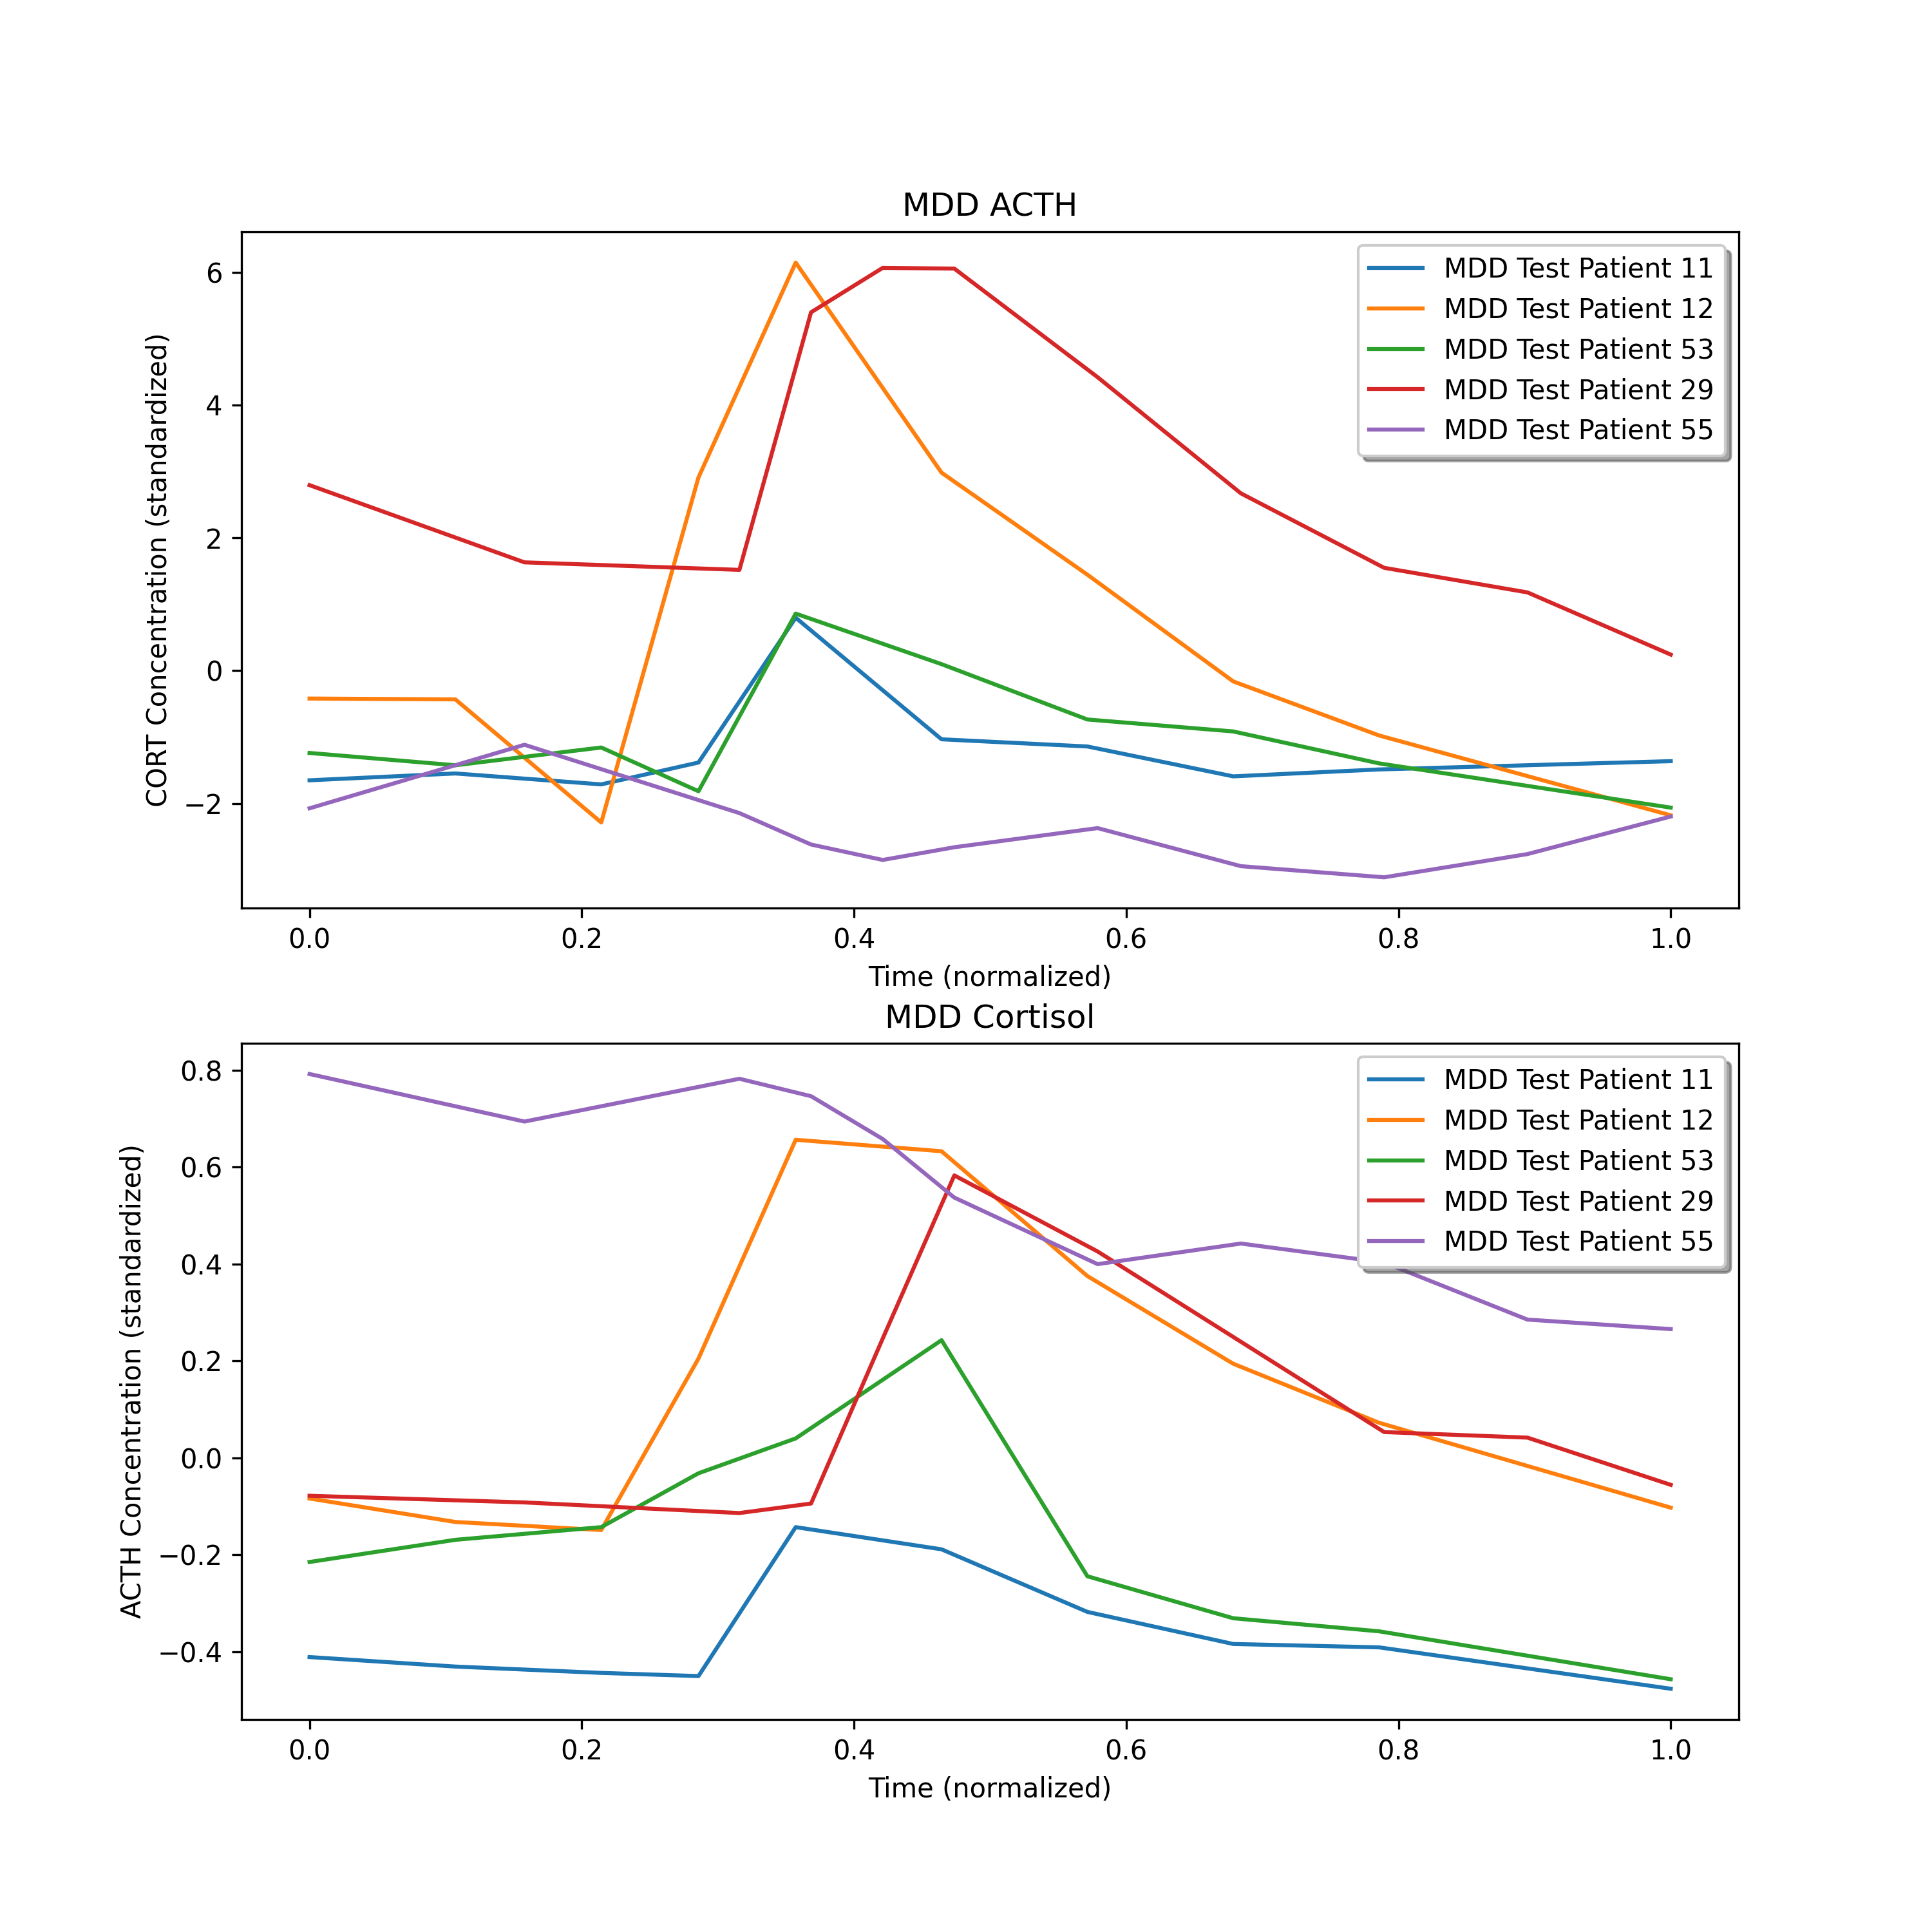 MDD ACTH
CORT Concentration (standardized)
6
4
2
0
−2
MDD Test Patient 11
MDD Test Patient 12
MDD Test Patient 53
MDD Test Patient 29
MDD Test Patient 55
0.0 0.2 0.4 0.6 0.8 1.0
Time (normalized)
MDD Cortisol
ACTH Concentration (standardized)
0.8
0.6
0.4
0.2
0.0
−0.2
−0.4
MDD Test Patient 11
MDD Test Patient 12
MDD Test Patient 53
MDD Test Patient 29
MDD Test Patient 55
0.0 0.2 0.4 0.6 0.8 1.0
Time (normalized)